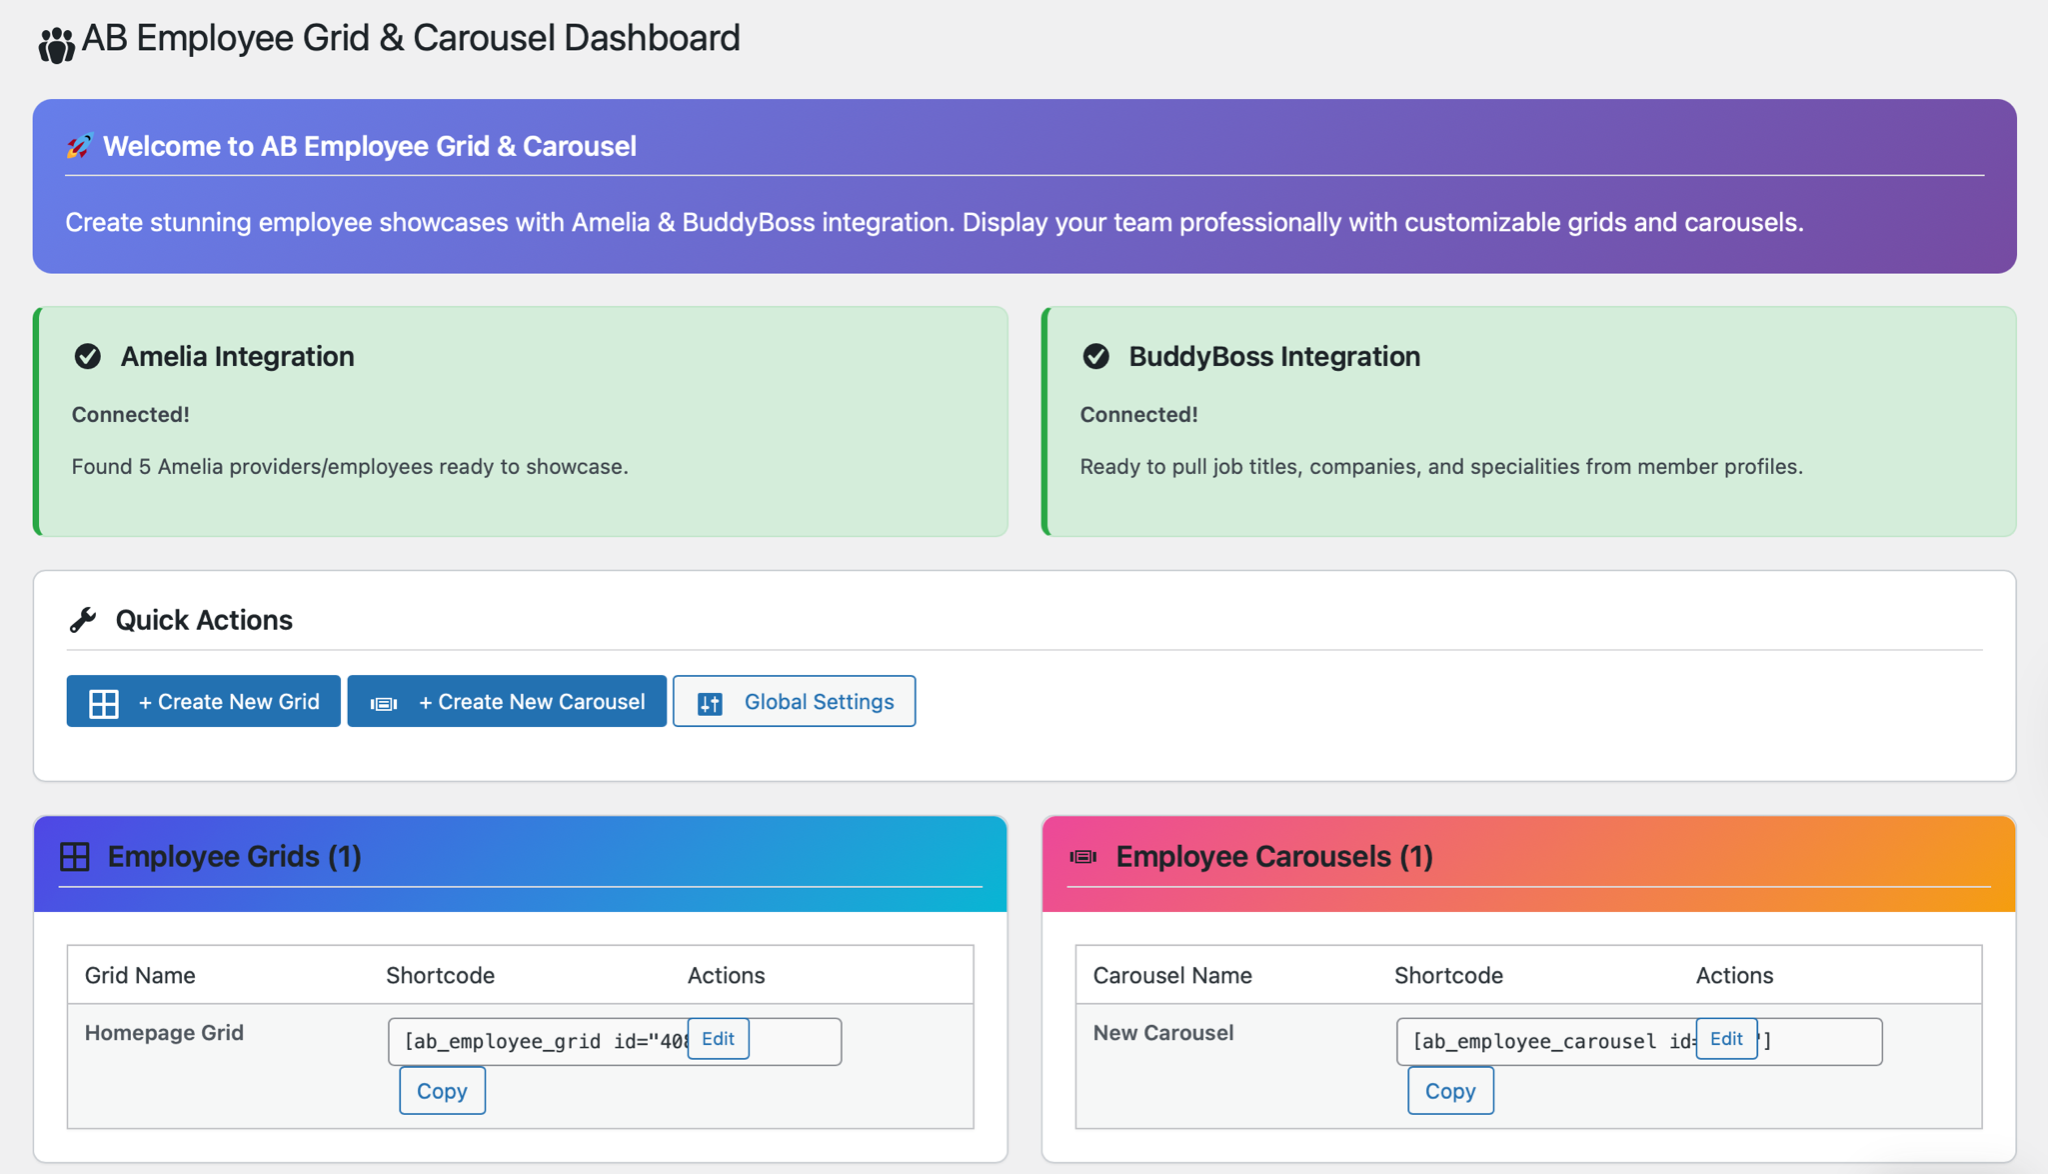 AB Employee Grid & Carousel Dashboard
🚀 Welcome to AB Employee Grid & Carousel
Create stunning employee showcases with Amelia & BuddyBoss integration. Display your team professionally with customizable grids and carousels.
Amelia Integration
Connected!
Found 5 Amelia providers/employees ready to showcase.
BuddyBoss Integration
Connected!
Ready to pull job titles, companies, and specialities from member profiles.
Quick Actions
+ Create New Grid
+ Create New Carousel
Global Settings
Employee Grids (1)
Grid Name Shortcode Actions
Homepage Grid [ab_employee_grid id="40 Edit
Copy
Employee Carousels (1)
Carousel Name Shortcode Actions
New Carousel [ab_employee_carousel id= Edit "]
Copy